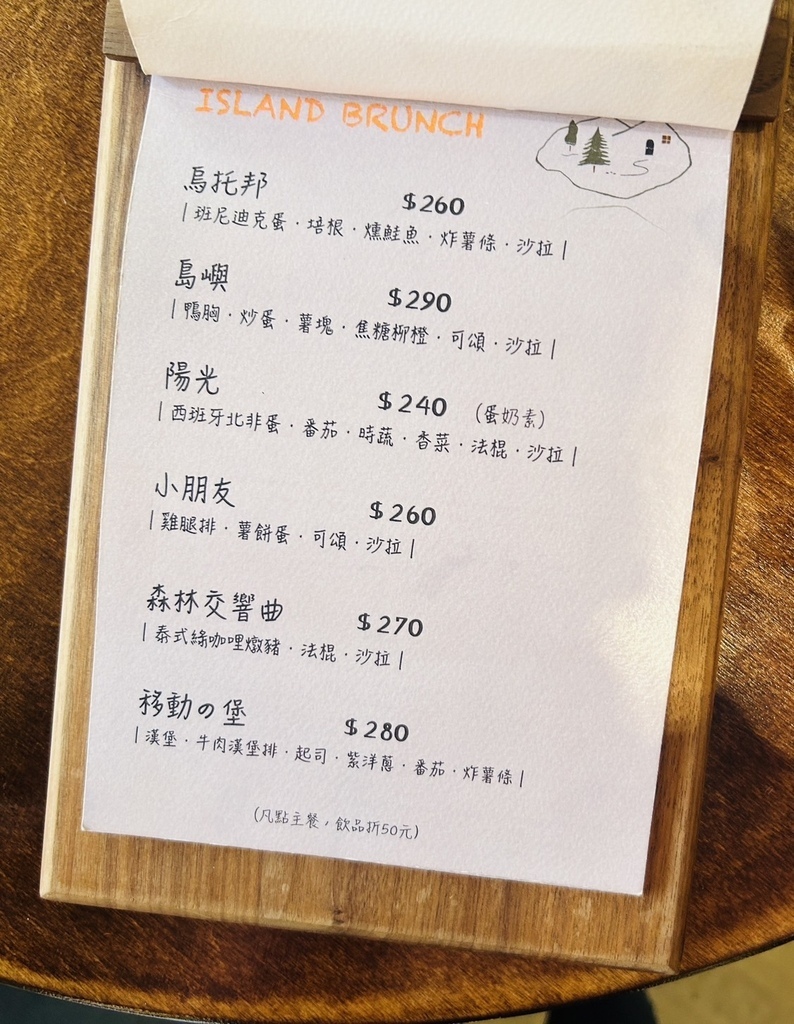 ISLAND BRUNCH
烏托邦 $260
|班尼迪克蛋·培根·燻鮭魚·炸薯條·沙拉|
島嶼 $290
|鴨胸·炒蛋·薯塊·焦糖柳橙·可頌·沙拉|
陽光 $240 (蛋奶素)
|西班牙北非蛋·番茄·時蔬·香菜·法棍·沙拉|
小朋友 $260
|雞腿排·薯餅蛋·可頌·沙拉|
森林交響曲 $270
|泰式綠咖哩燉豬·法棍·沙拉|
移動の堡 $280
|漢堡·牛肉漢堡排·起司·紫洋蔥·番茄·炸薯條|
(凡點主餐,飲品折50元)